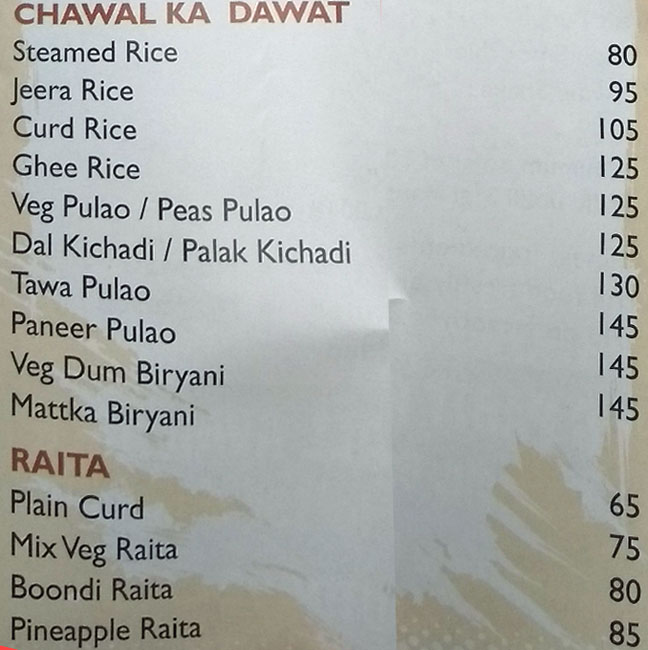 CHAWAL KA DAWAT
Steamed Rice 80
Jeera Rice 95
Curd Rice 105
Ghee Rice 125
Veg Pulao / Peas Pulao 125
Dal Kichadi / Palak Kichadi 125
Tawa Pulao 130
Paneer Pulao 145
Veg Dum Biryani 145
Mattka Biryani 145
RAITA
Plain Curd 65
Mix Veg Raita 75
Boondi Raita 80
Pineapple Raita 85